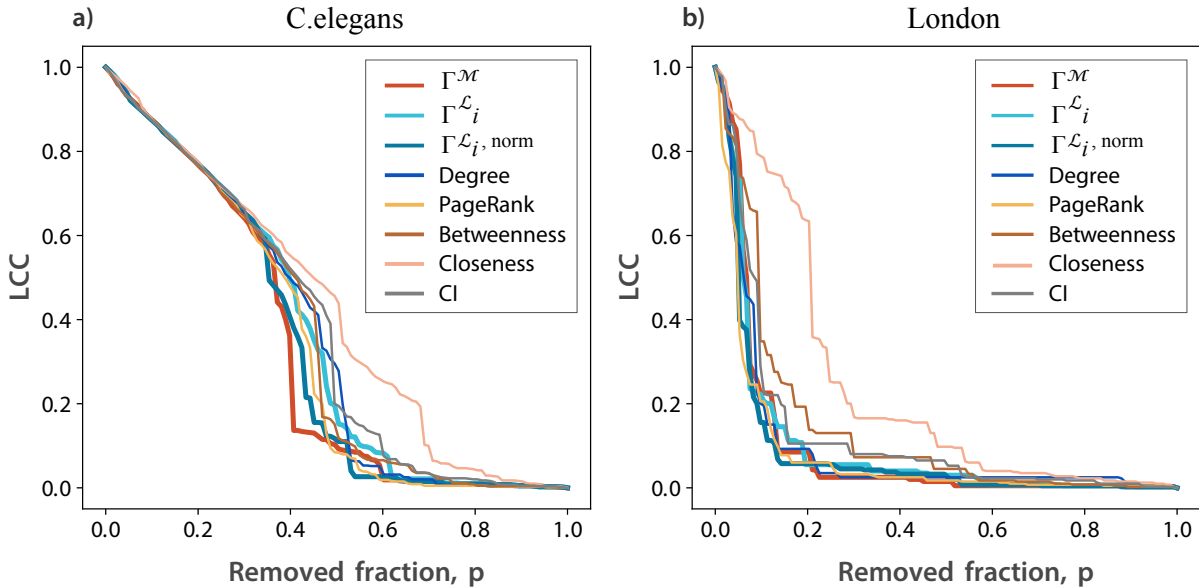 a) C.elegans
1.0
0.8
0.6
0.4
0.2
0.0
LCC
Γ^ℳ
Γ^ℒ_i
Γ^ℒ_i, norm
Degree
PageRank
Betweenness
Closeness
CI
0.0 0.2 0.4 0.6 0.8 1.0
Removed fraction, p
b) London
1.0
0.8
0.6
0.4
0.2
0.0
LCC
Γ^ℳ
Γ^ℒ_i
Γ^ℒ_i, norm
Degree
PageRank
Betweenness
Closeness
CI
0.0 0.2 0.4 0.6 0.8 1.0
Removed fraction, p